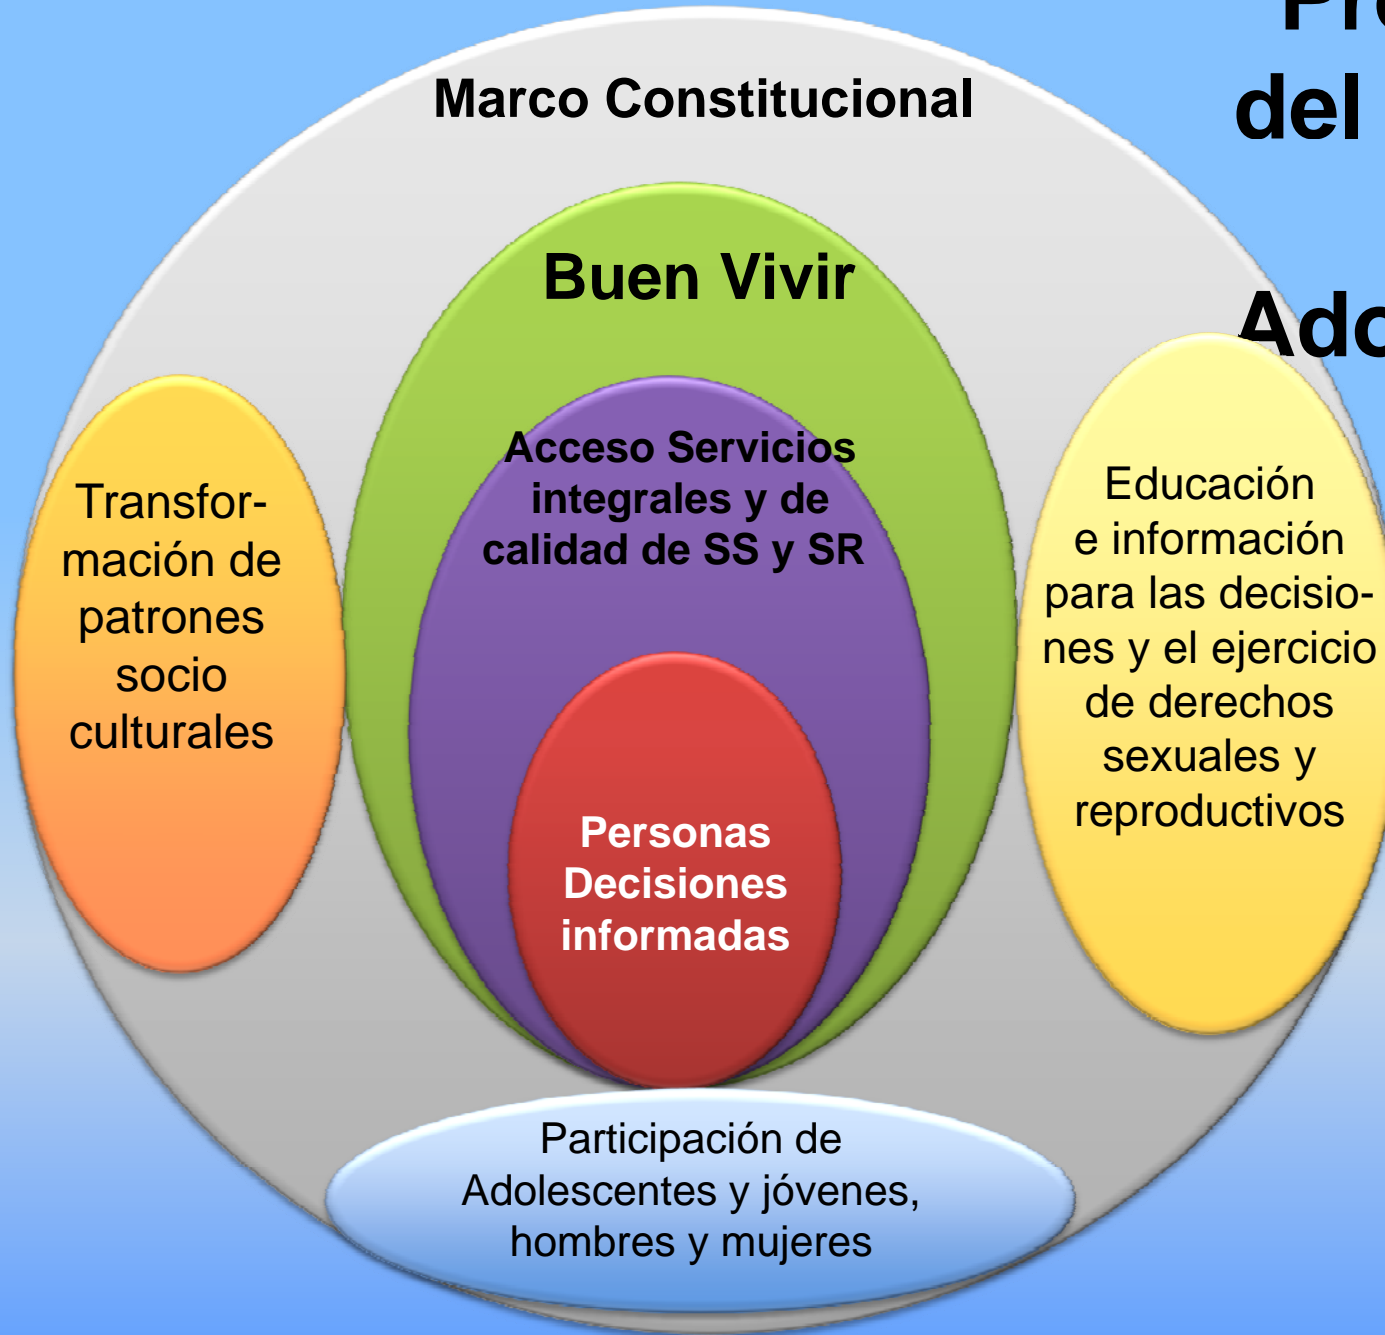 del
Marco Constitucional
Buen Vivir
Acceso Servicios
integrales y de
calidad de SS y SR
Transfor-
mación de
patrones
socio
culturales
Educación
e información
para las decisio-
nes y el ejercicio
de derechos
sexuales y
reproductivos
Personas
Decisiones
informadas
Participación de
Adolescentes y jóvenes,
hombres y mujeres